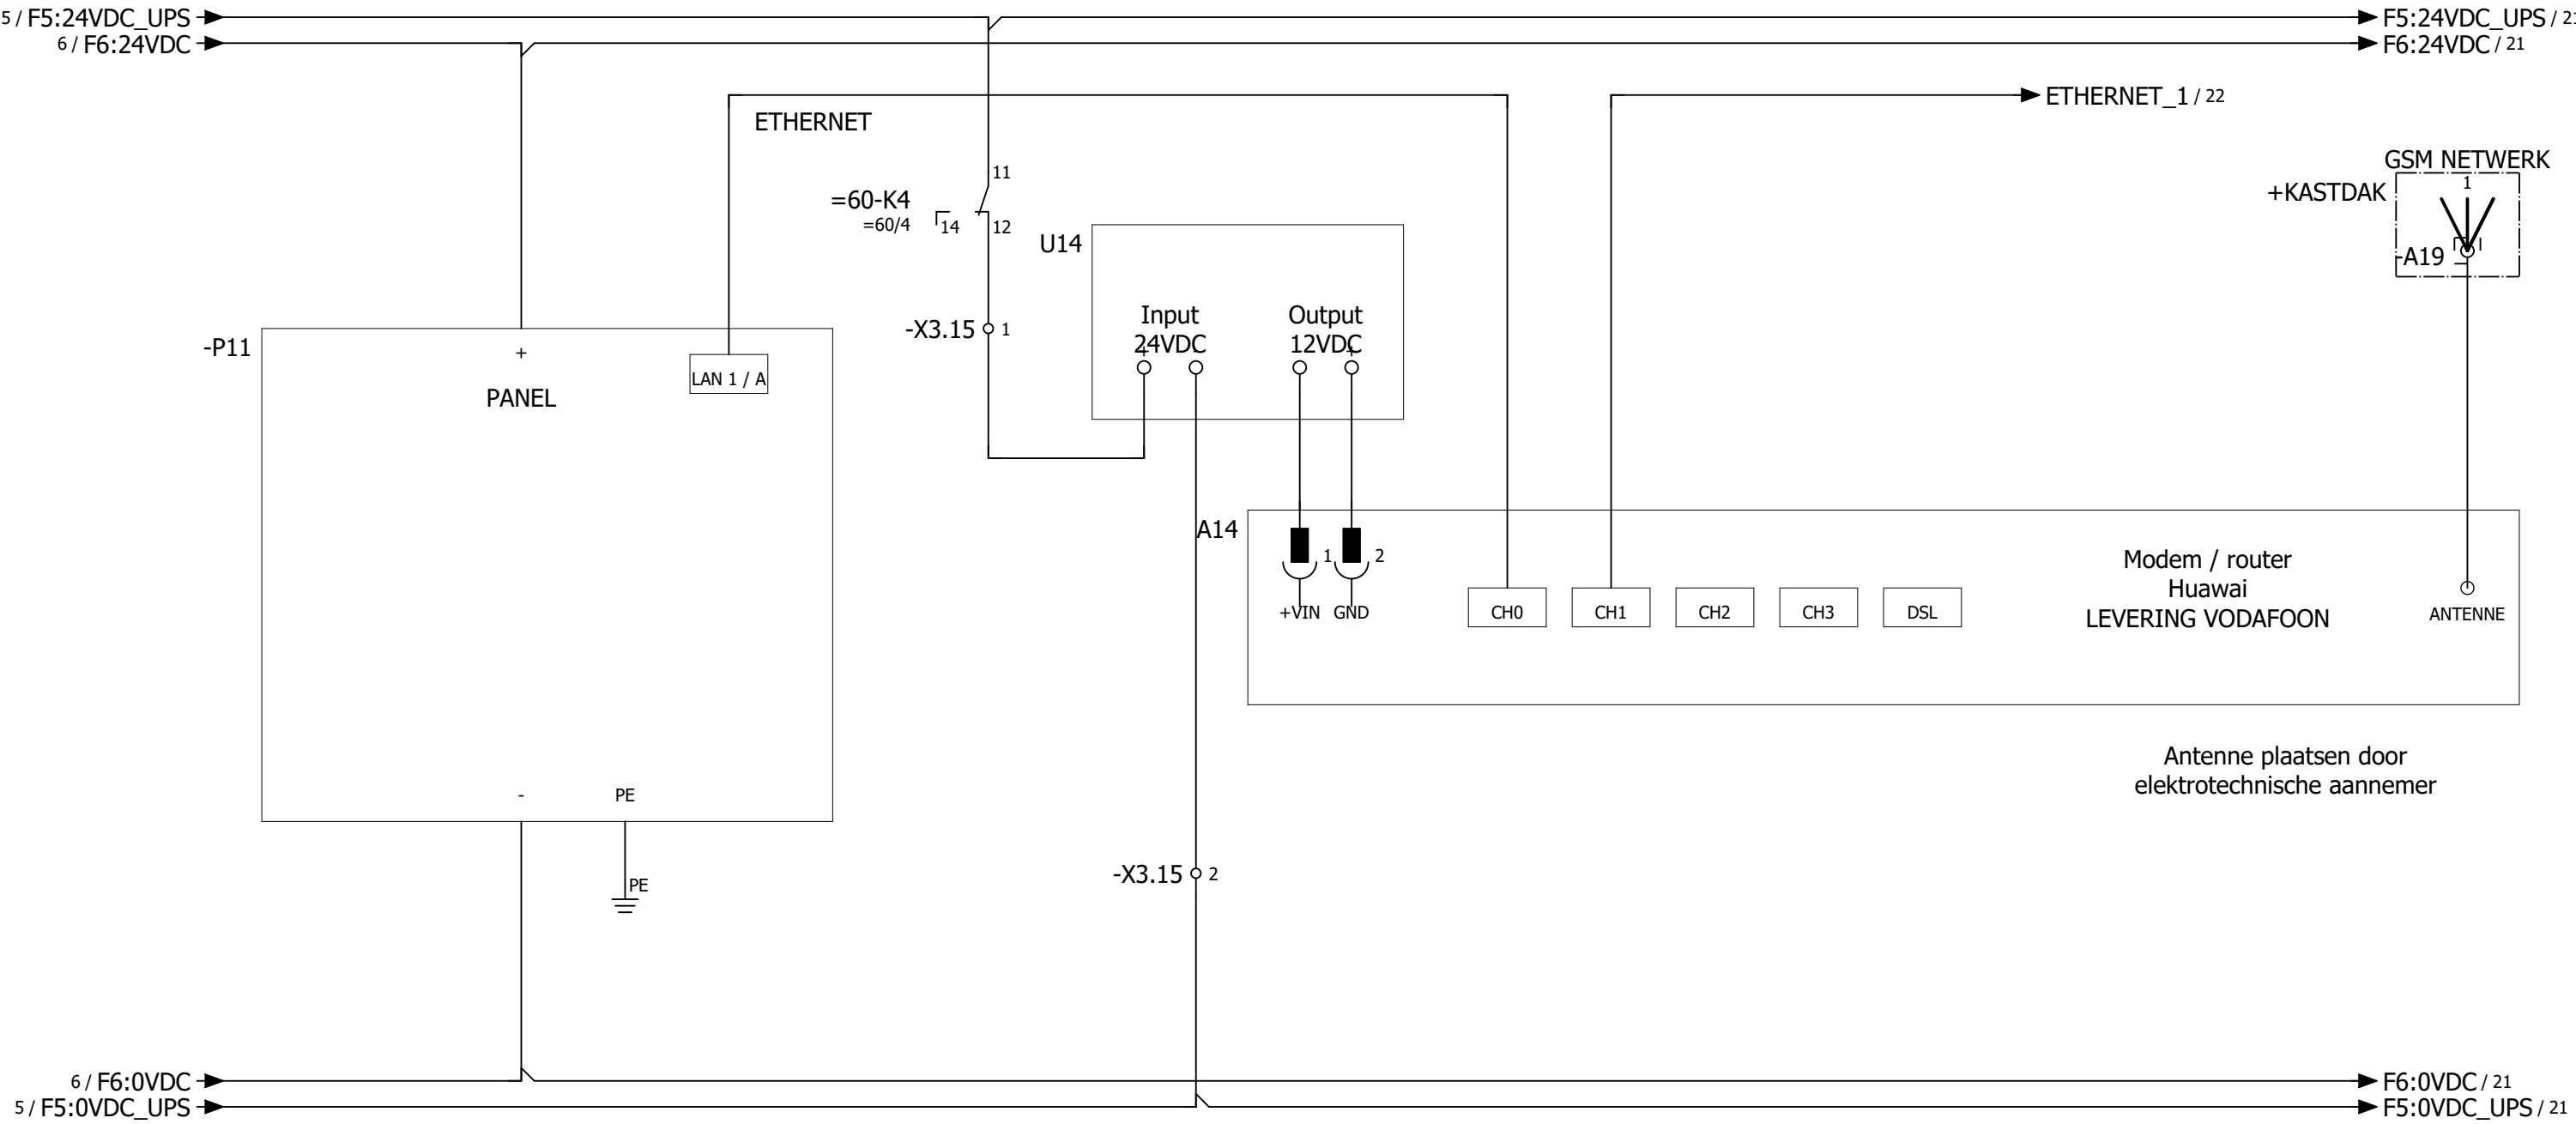 5 / F5:24VDC_UPS
F5:24VDC_UPS / 21
6 / F6:24VDC
F6:24VDC / 21
ETHERNET
ETHERNET_1 / 22
GSM NETWERK
+KASTDAK
1
-A19
11
=60-K4
=60/4
14
12
U14
Input
24VDC
+
-
Output
12VDC
-
+
-X3.15
1
-P11
+
LAN 1 / A
PANEL
A14
1
2
+VIN
GND
CH0
CH1
CH2
CH3
DSL
Modem / router
Huawai
LEVERING VODAFOON
ANTENNE
Antenne plaatsen door
elektrotechnische aannemer
-
PE
PE
-X3.15
2
6 / F6:0VDC
F6:0VDC / 21
5 / F5:0VDC_UPS
F5:0VDC_UPS / 21